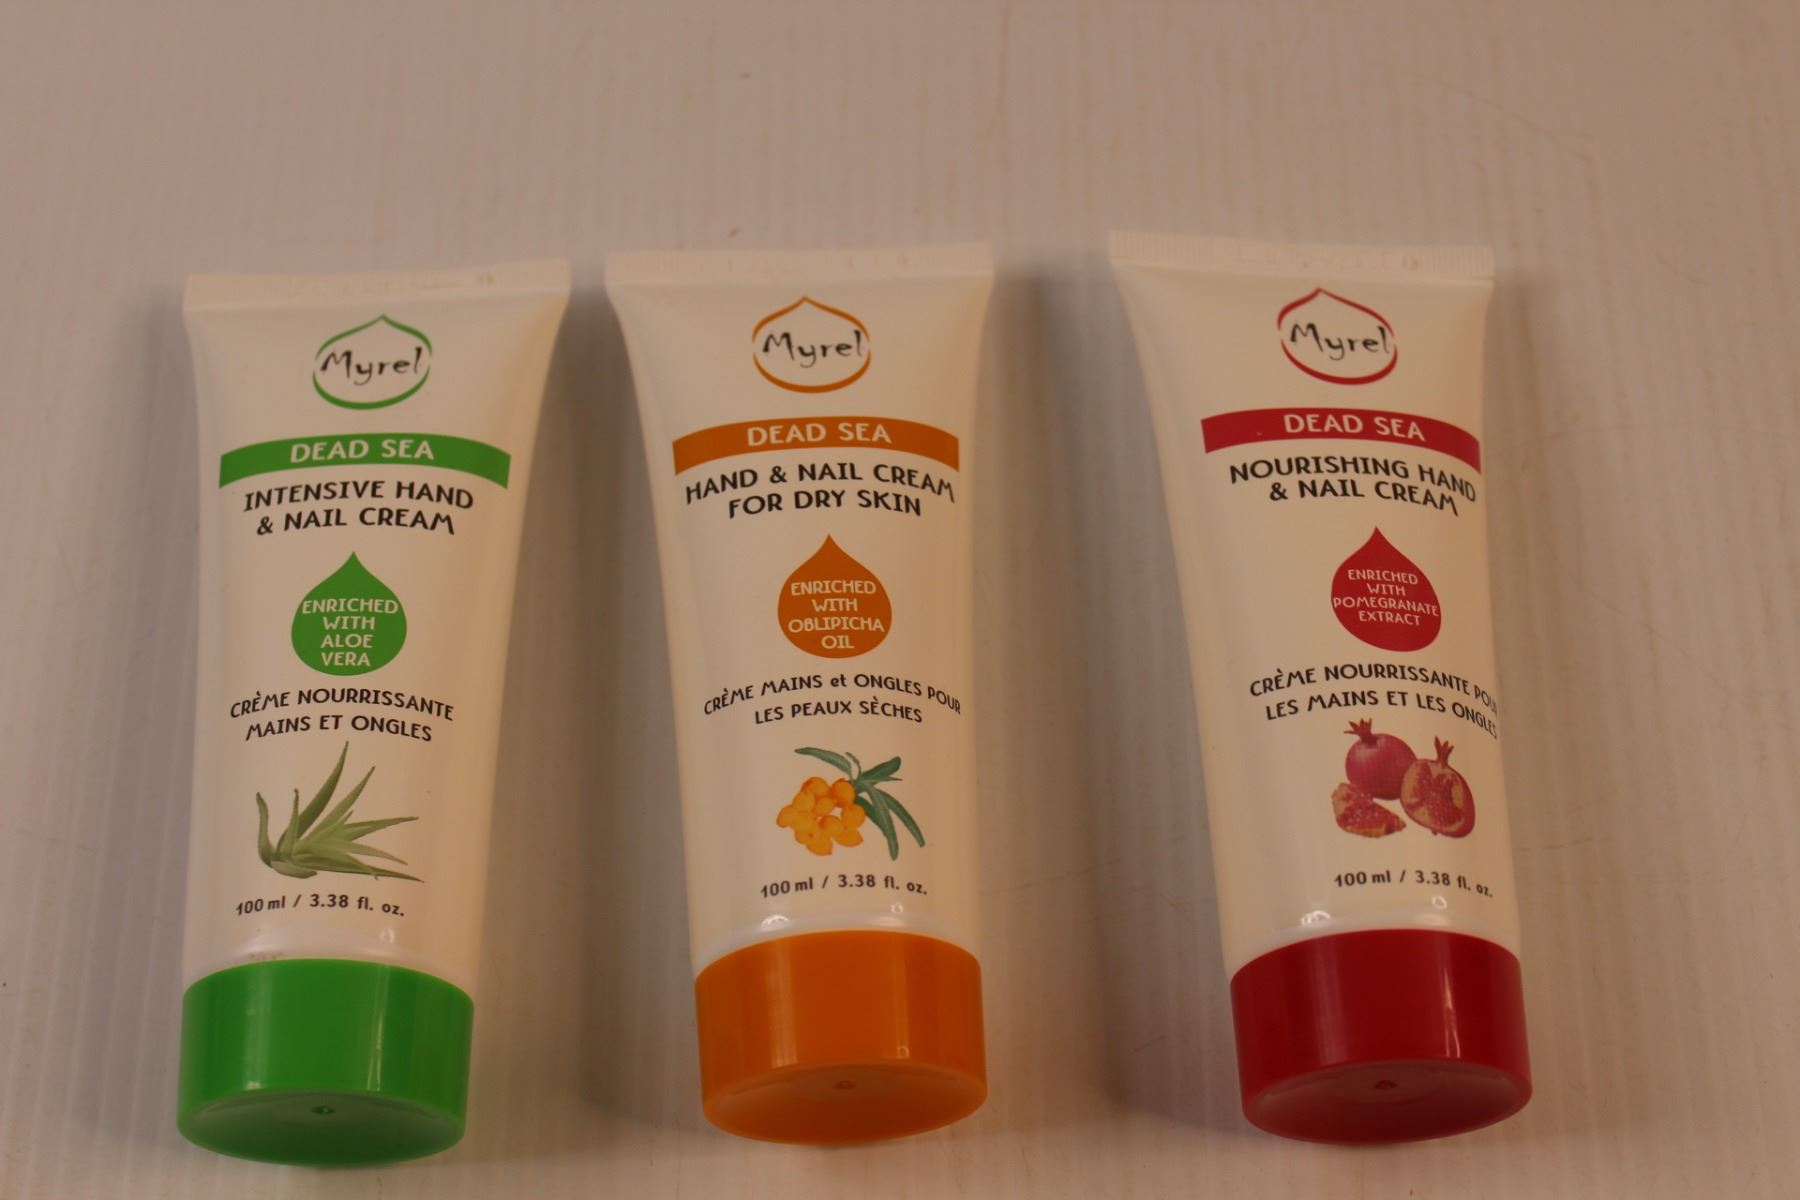 Myrel
DEAD SEA
INTENSIVE HAND
& NAIL CREAM
ENRICHED
WITH
ALOE
VERA
CRÈME NOURRISSANTE
MAINS ET ONGLES
100 ml / 3.38 fl. oz.
Myrel
DEAD SEA
HAND & NAIL CREAM
FOR DRY SKIN
ENRICHED
WITH
OBLIPICHA
OIL
CRÈME MAINS et ONGLES POUR
LES PEAUX SÈCHES
100 ml / 3.38 fl. oz.
Myrel
DEAD SEA
NOURISHING HAND
& NAIL CREAM
ENRICHED
WITH
POMEGRANATE
EXTRACT
CRÈME NOURRISSANTE POUR
LES MAINS ET LES ONGLES
100 ml / 3.38 fl. oz.